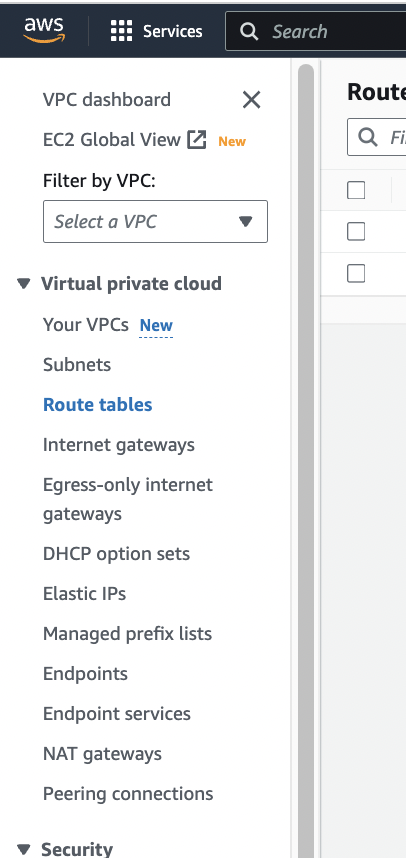 aws
Services
Search
VPC dashboard
EC2 Global View New
Filter by VPC:
Select a VPC
Virtual private cloud
Your VPCs New
Subnets
Route tables
Internet gateways
Egress-only internet
gateways
DHCP option sets
Elastic IPs
Managed prefix lists
Endpoints
Endpoint services
NAT gateways
Peering connections
Security
Route